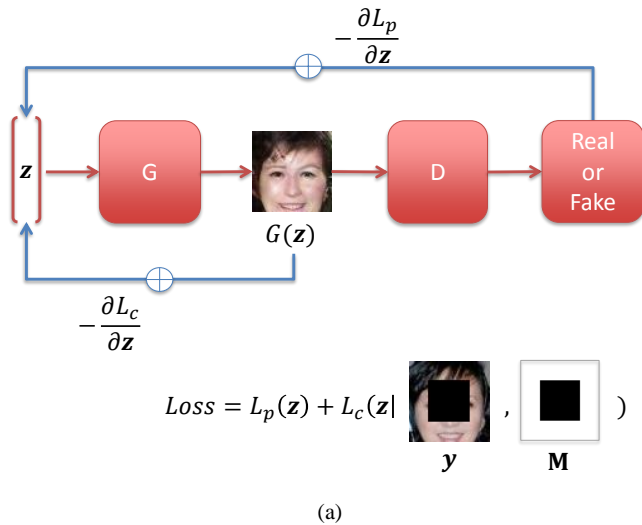 − ∂L_p / ∂z
z
G
G(z)
D
Real
or
Fake
− ∂L_c / ∂z
Loss = L_p(z) + L_c(z| , )
y
M
(a)